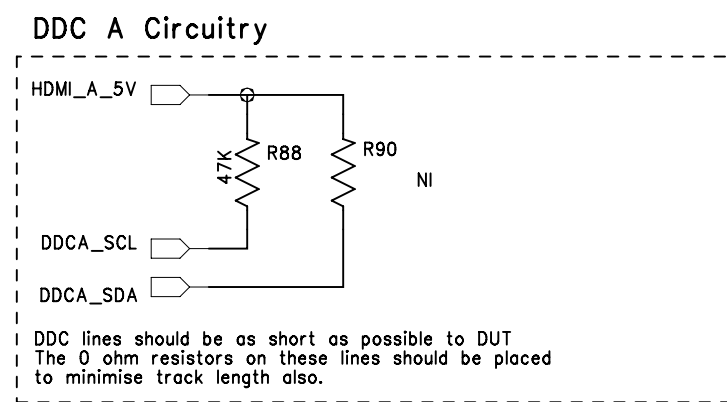 DDC A Circuitry
HDMI_A_5V
47K
R88
R90
NI
DDCA_SCL
DDCA_SDA
DDC lines should be as short as possible to DUT
The 0 ohm resistors on these lines should be placed
to minimise track length also.